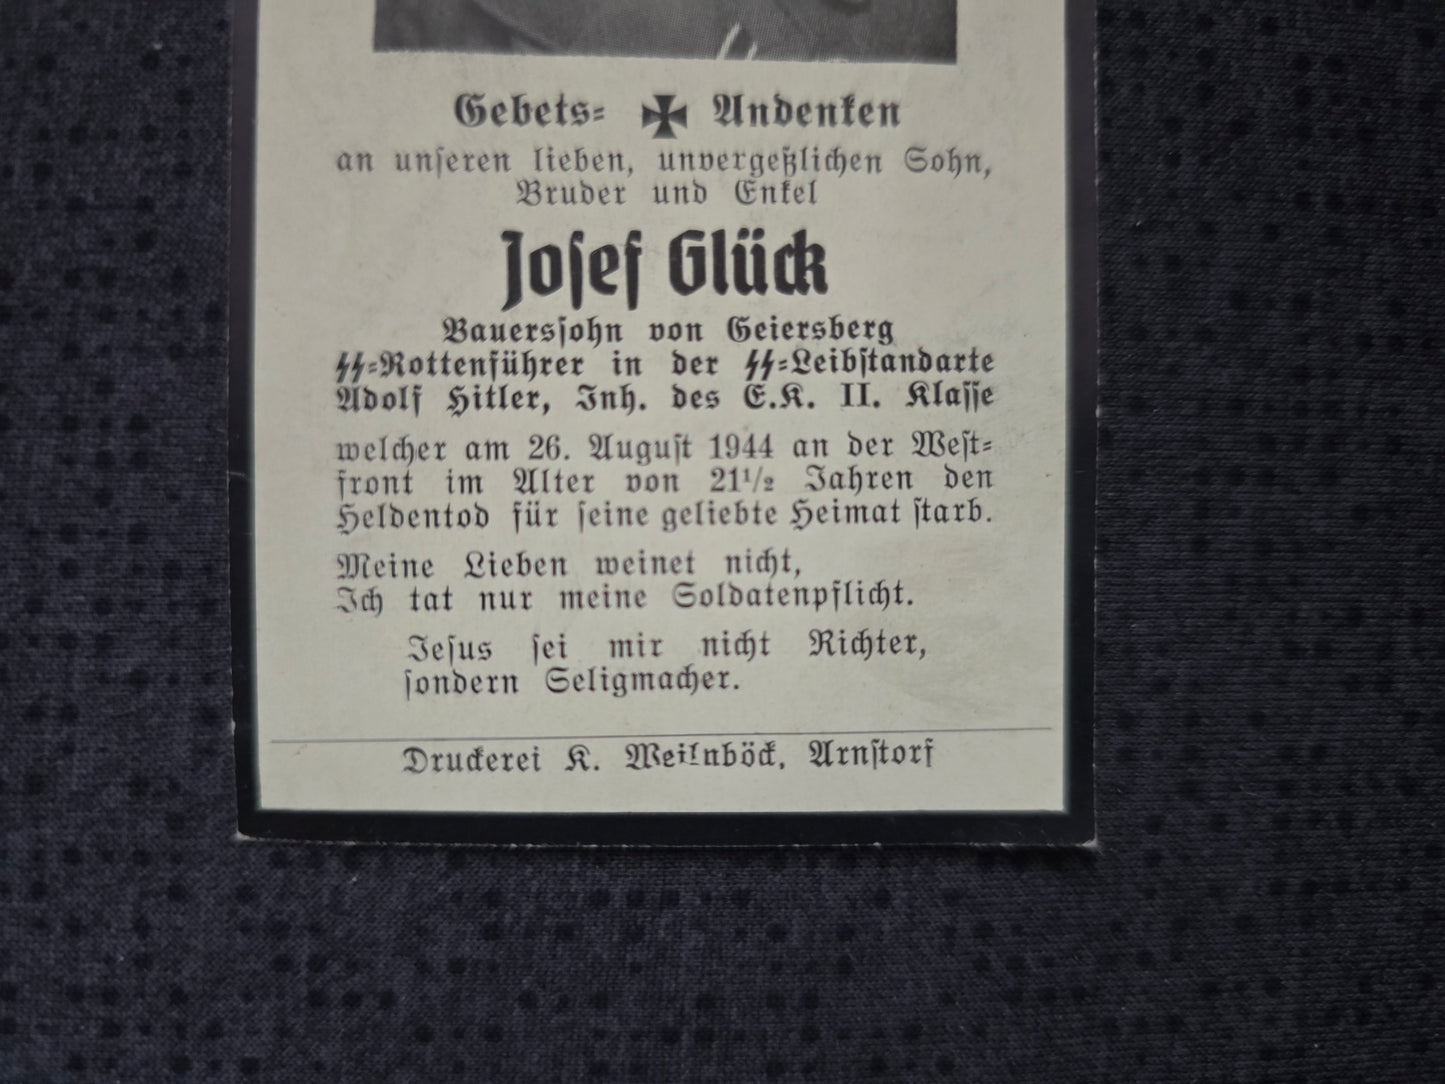 Gebets- ✠ Andenken
an unseren lieben, unvergeßlichen Sohn,
Bruder und Enkel
Josef Glück
Bauerssohn von Geiersberg
SS-Rottenführer in der SS-Leibstandarte
Adolf Hitler, Inh. des E.K. II. Klasse
welcher am 26. August 1944 an der West-
front im Alter von 21½ Jahren den
Heldentod für seine geliebte Heimat starb.
Meine Lieben weinet nicht,
Ich tat nur meine Soldatenpflicht.
Jesus sei mir nicht Richter,
sondern Seligmacher.
Druckerei K. Weilnböck, Arnstorf